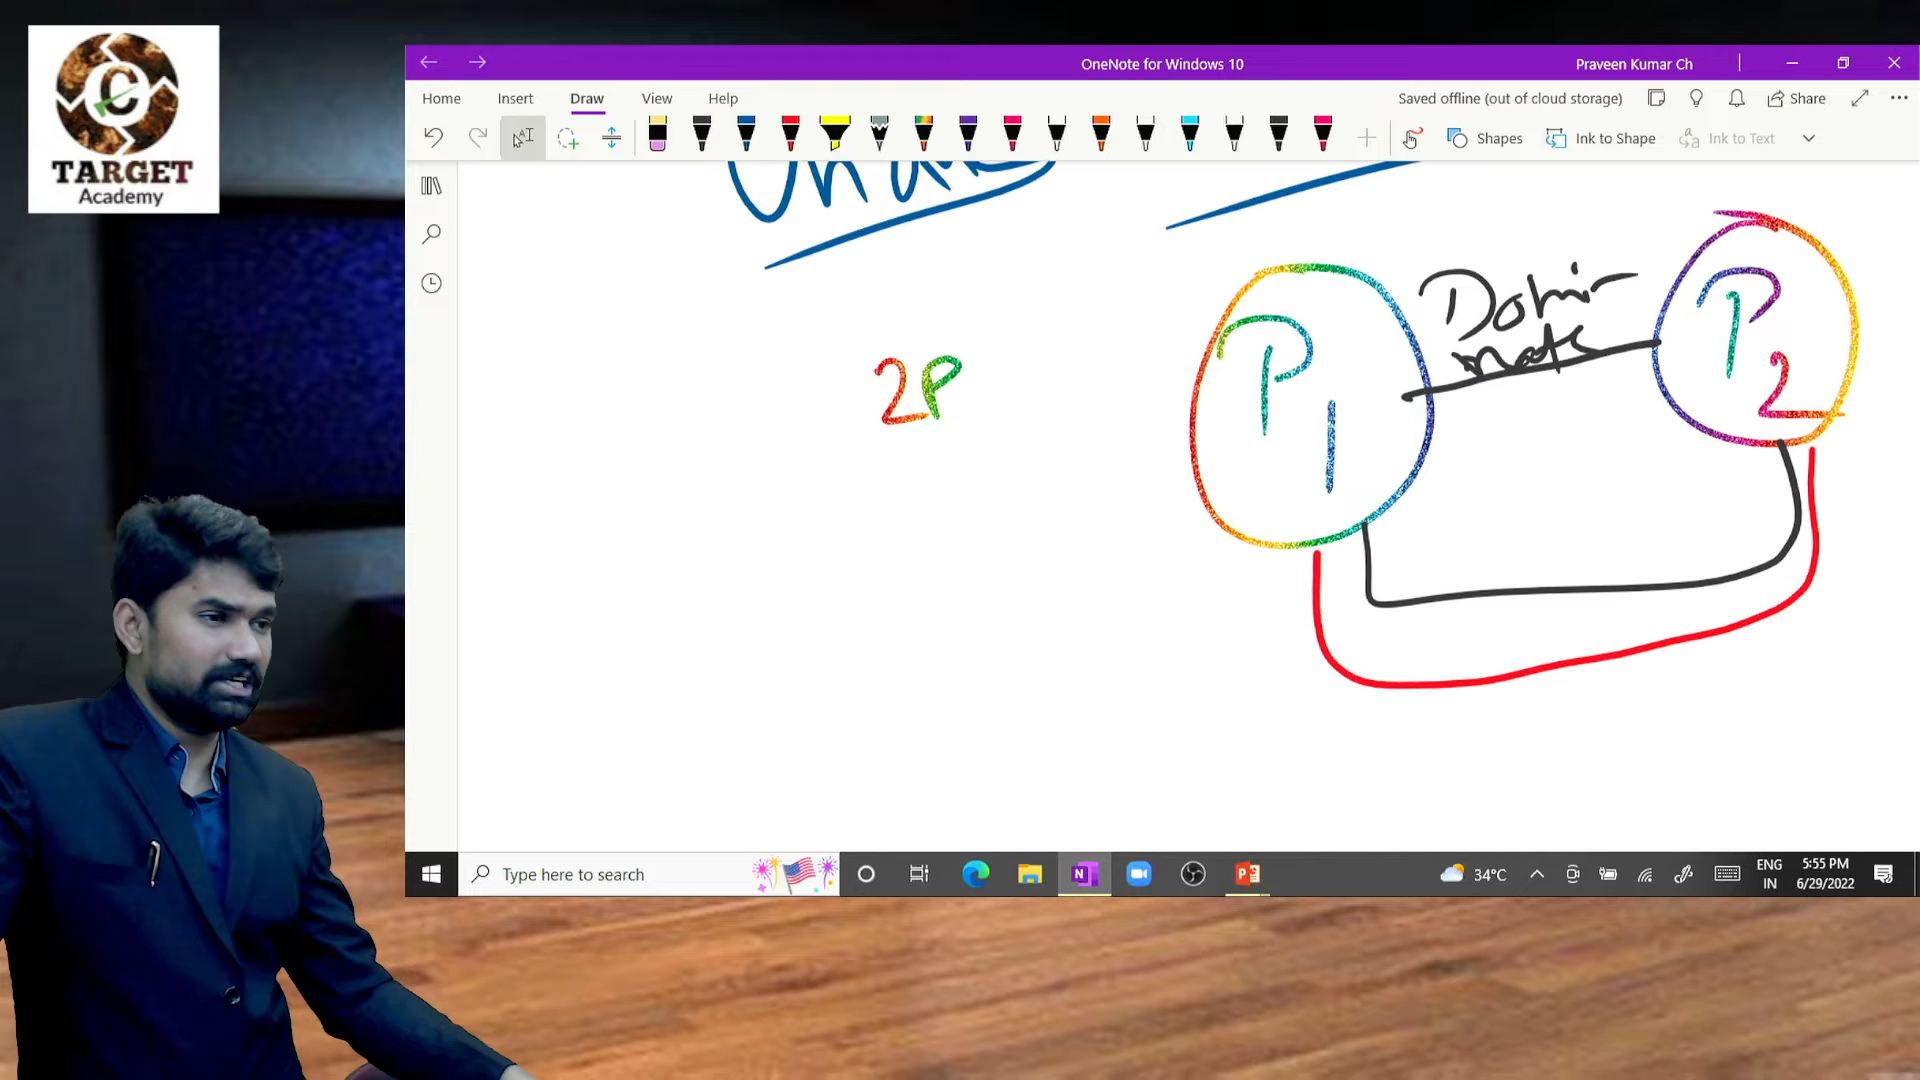 TARGET
Academy
OneNote for Windows 10
Praveen Kumar Ch
Home Insert Draw View Help
Saved offline (out of cloud storage)
Share
Shapes
Ink to Shape
Ink to Text
2P
P1
P2
Type here to search
34°C
ENG
IN
5:55 PM
6/29/2022